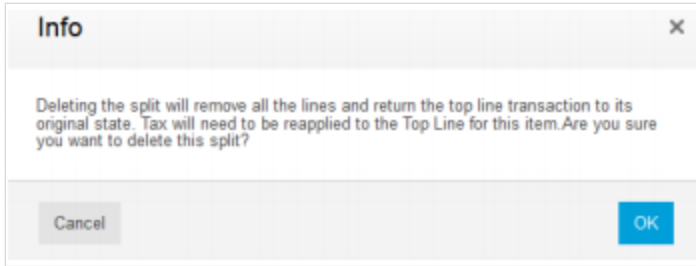 Info
×
Deleting the split will remove all the lines and return the top line transaction to its
original state. Tax will need to be reapplied to the Top Line for this item.Are you sure
you want to delete this split?
Cancel
OK